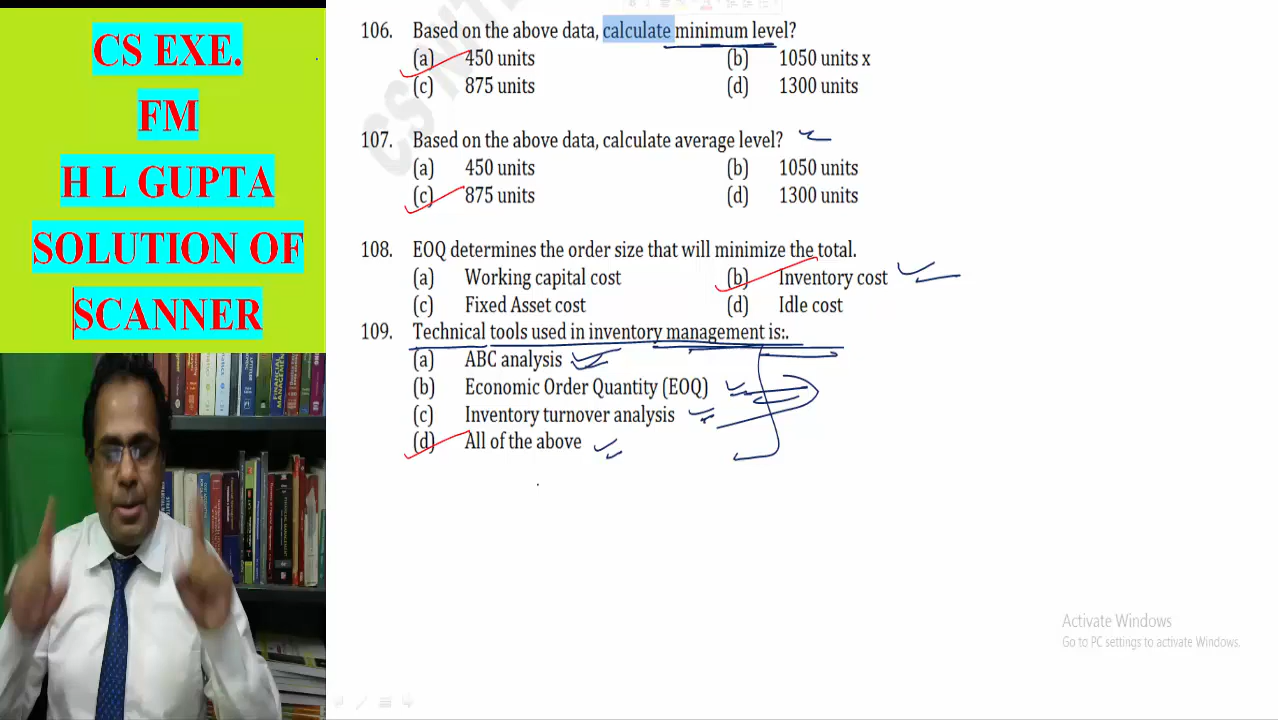 CS EXE.
FM
H L GUPTA
SOLUTION OF
SCANNER
106. Based on the above data, calculate minimum level?
(a) 450 units (b) 1050 units x
(c) 875 units (d) 1300 units
107. Based on the above data, calculate average level?
(a) 450 units (b) 1050 units
(c) 875 units (d) 1300 units
108. EOQ determines the order size that will minimize the total.
(a) Working capital cost (b) Inventory cost
(c) Fixed Asset cost (d) Idle cost
109. Technical tools used in inventory management is:.
(a) ABC analysis
(b) Economic Order Quantity (EOQ)
(c) Inventory turnover analysis
(d) All of the above
Activate Windows
Go to PC settings to activate Windows.